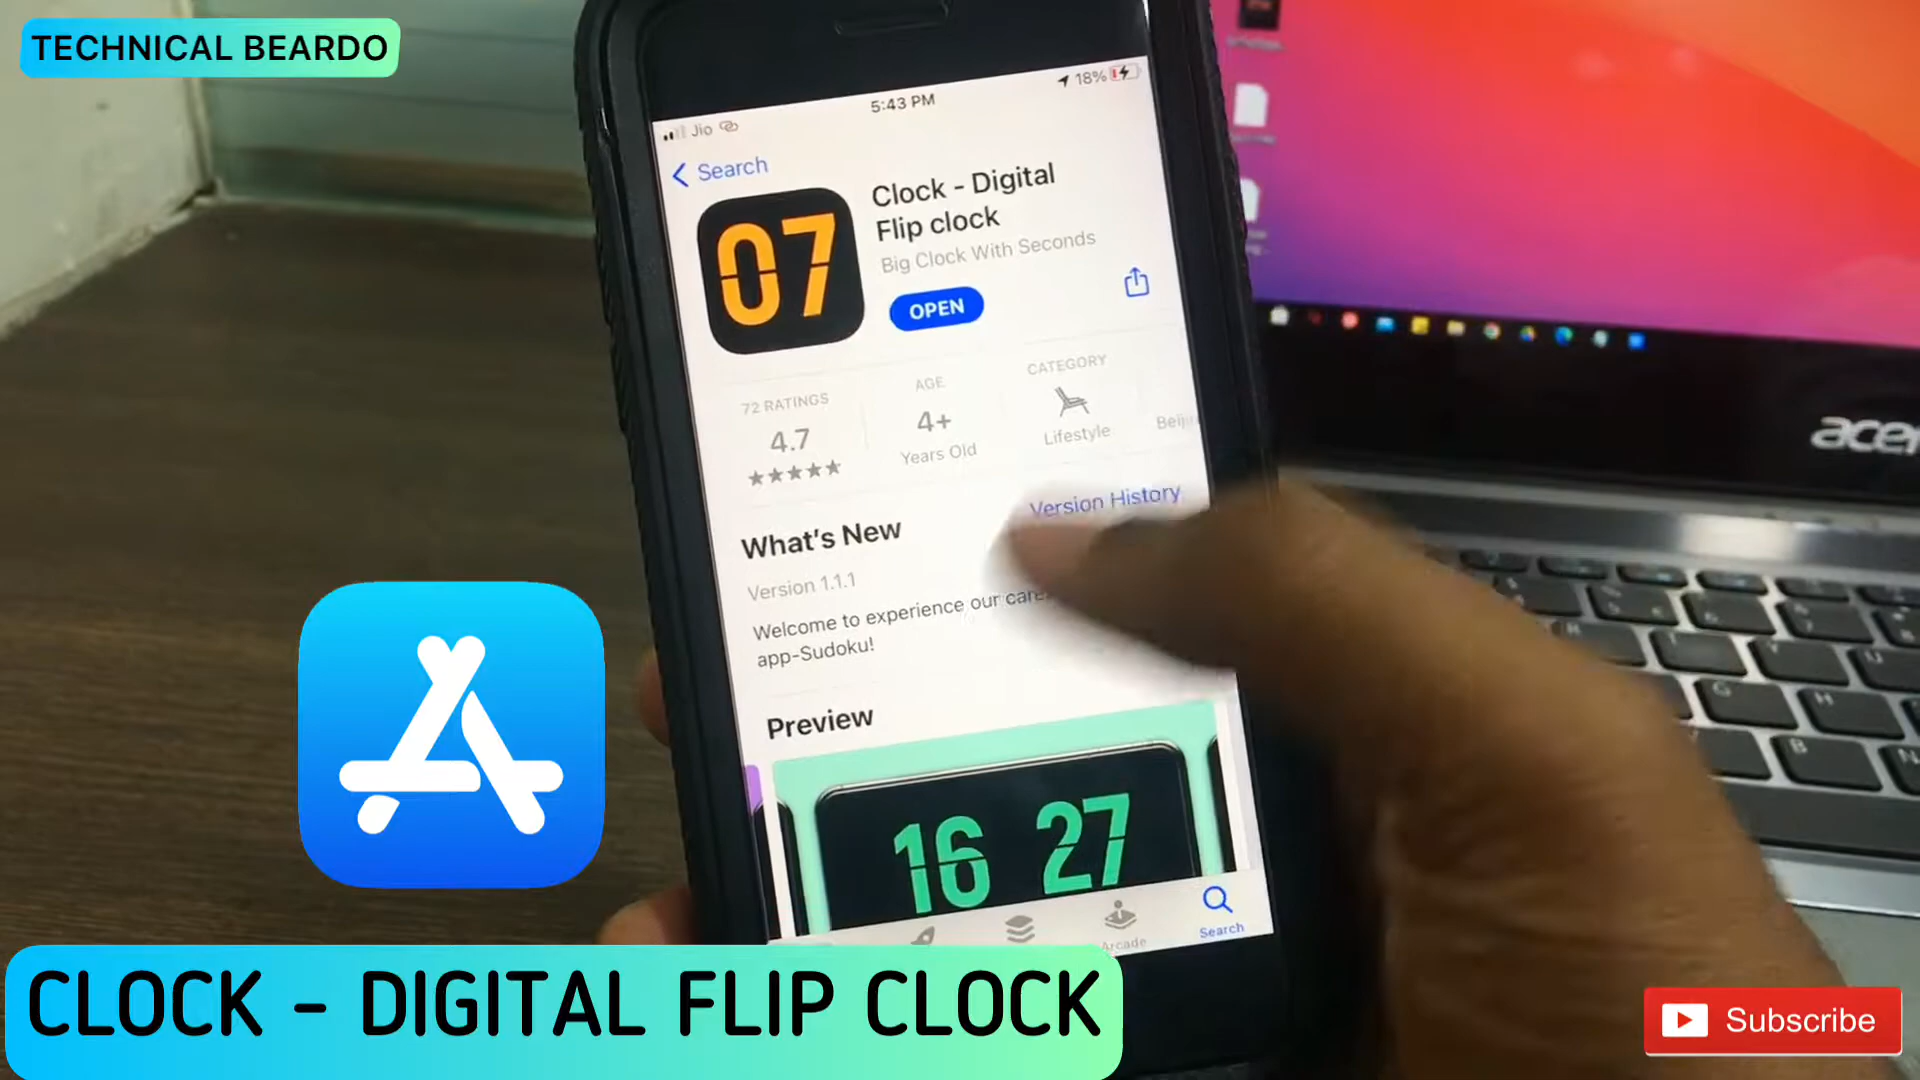 TECHNICAL BEARDO
18%
5:43 PM
Jio
Search
Clock - Digital
Flip clock
Big Clock With Seconds
OPEN
07
72 RATINGS
4.7
★★★★★
AGE
4+
Years Old
CATEGORY
Lifestyle
What's New
Version History
Version 1.1.1
Welcome to experience our
app-Sudoku!
Preview
16 27
Arcade
Search
acer
CLOCK - DIGITAL FLIP CLOCK
Subscribe